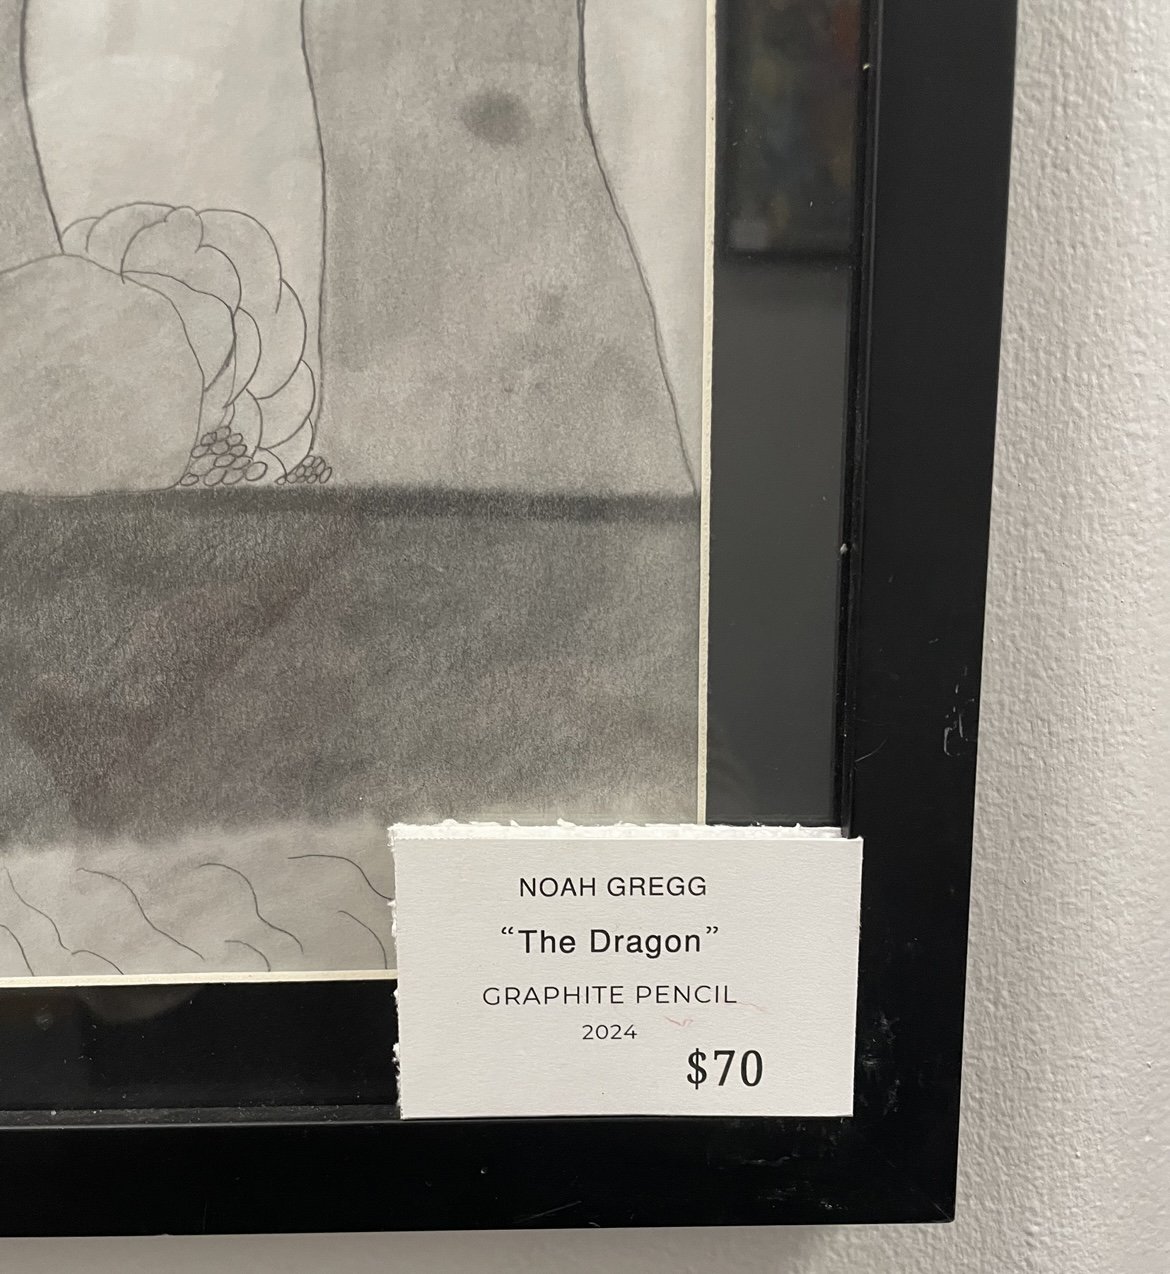 NOAH GREGG
“The Dragon”
GRAPHITE PENCIL
2024
$70